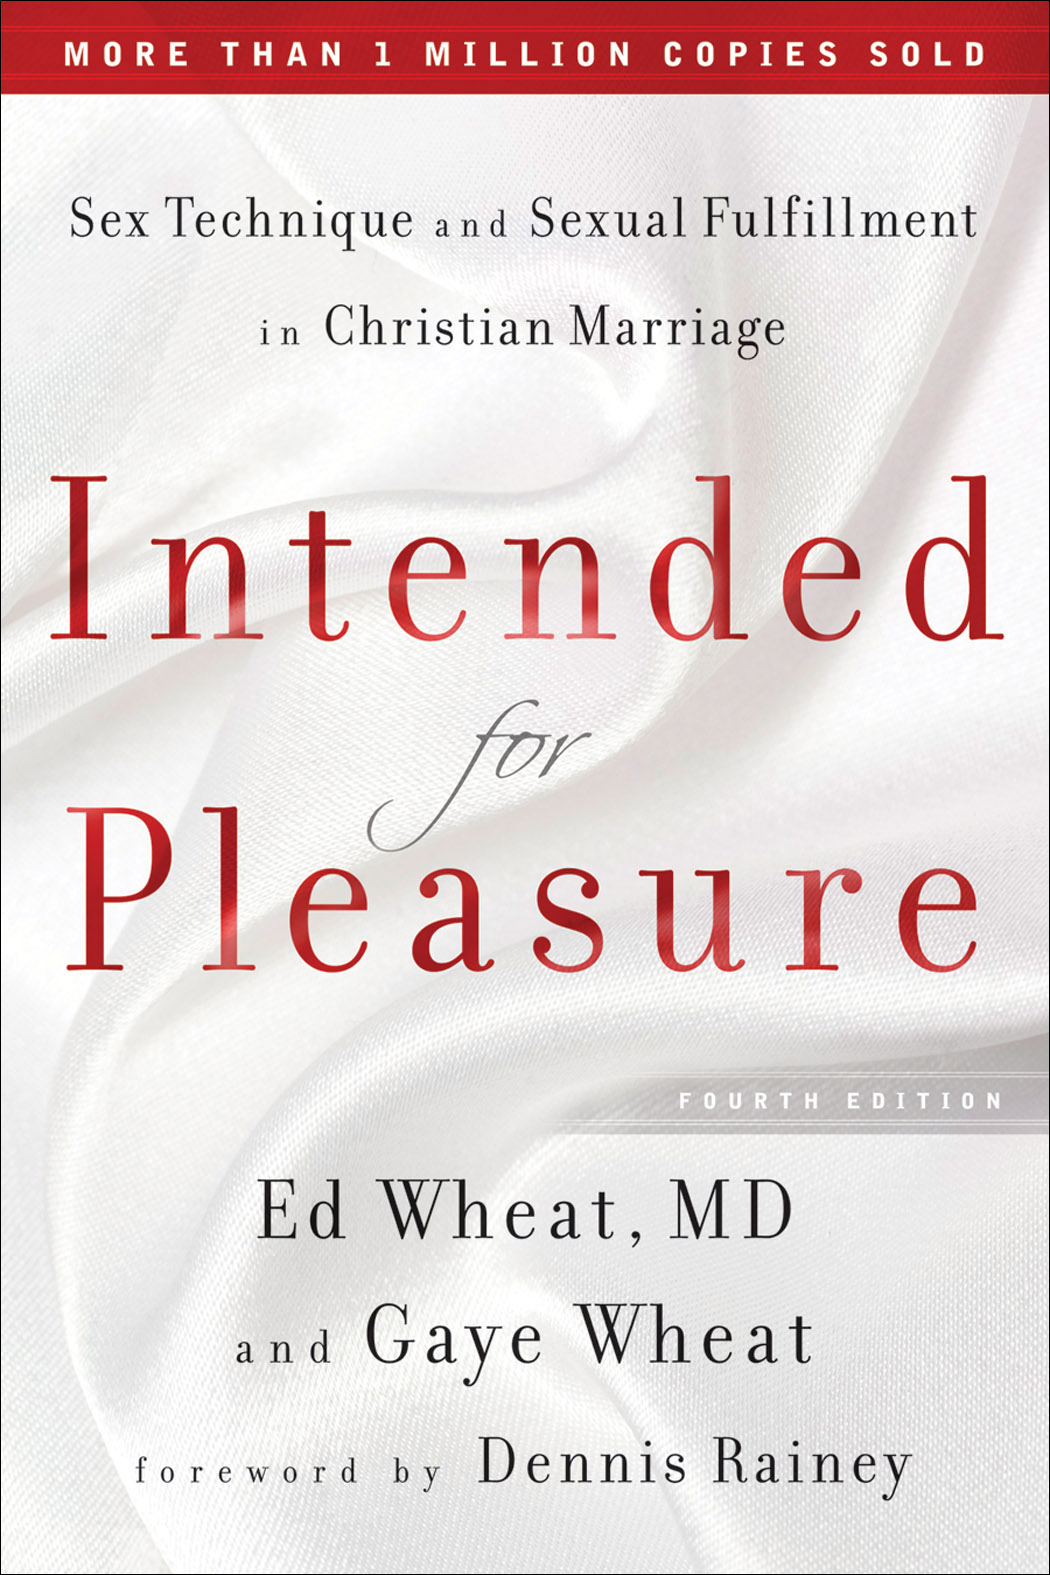 MORE THAN 1 MILLION COPIES SOLD
Sex Technique and Sexual Fulfillment
in Christian Marriage
Intended
for
Pleasure
FOURTH EDITION
Ed Wheat, MD
and Gaye Wheat
foreword by Dennis Rainey